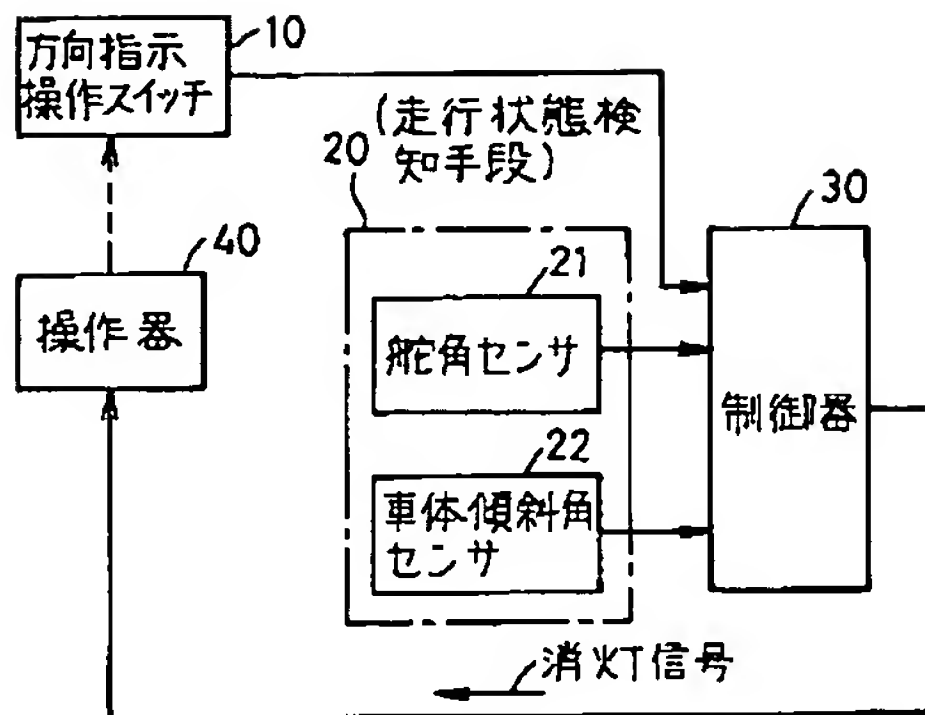 10
方向指示
操作スイッチ
(走行状態検
知手段)
20
30
40
21
操作器
舵角センサ
制御器
22
車体傾斜角
センサ
消灯信号